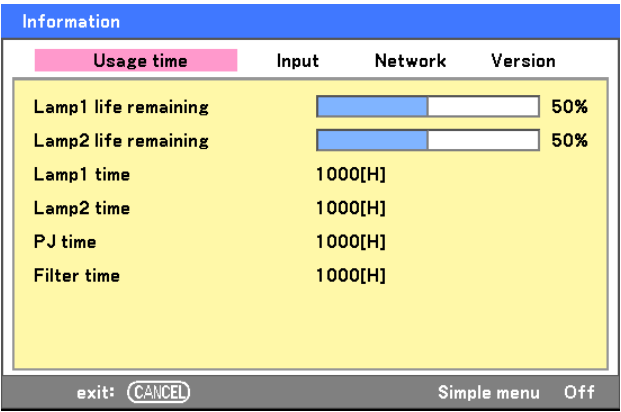 Information
Usage time Input Network Version
Lamp1 life remaining 50%
Lamp2 life remaining 50%
Lamp1 time 1000[H]
Lamp2 time 1000[H]
PJ time 1000[H]
Filter time 1000[H]
exit: CANCEL Simple menu Off